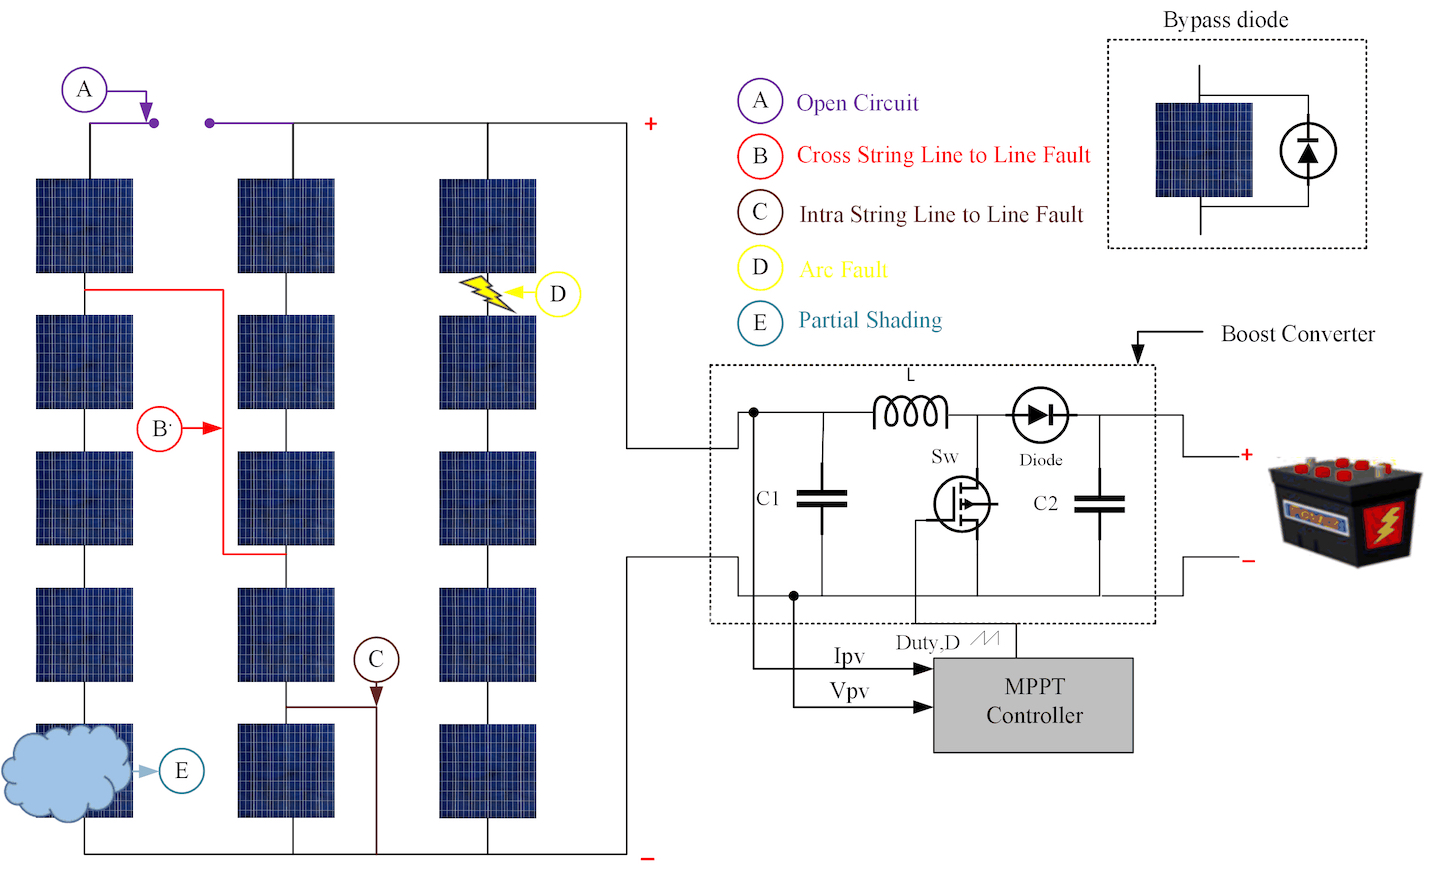 Bypass diode
A
A Open Circuit
+
B Cross String Line to Line Fault
C Intra String Line to Line Fault
D Arc Fault
D
E Partial Shading
Boost Converter
L
B·
Sw
Diode
+
C1
C2
−
Duty,D
C
Ipv
Vpv
MPPT
Controller
E
−